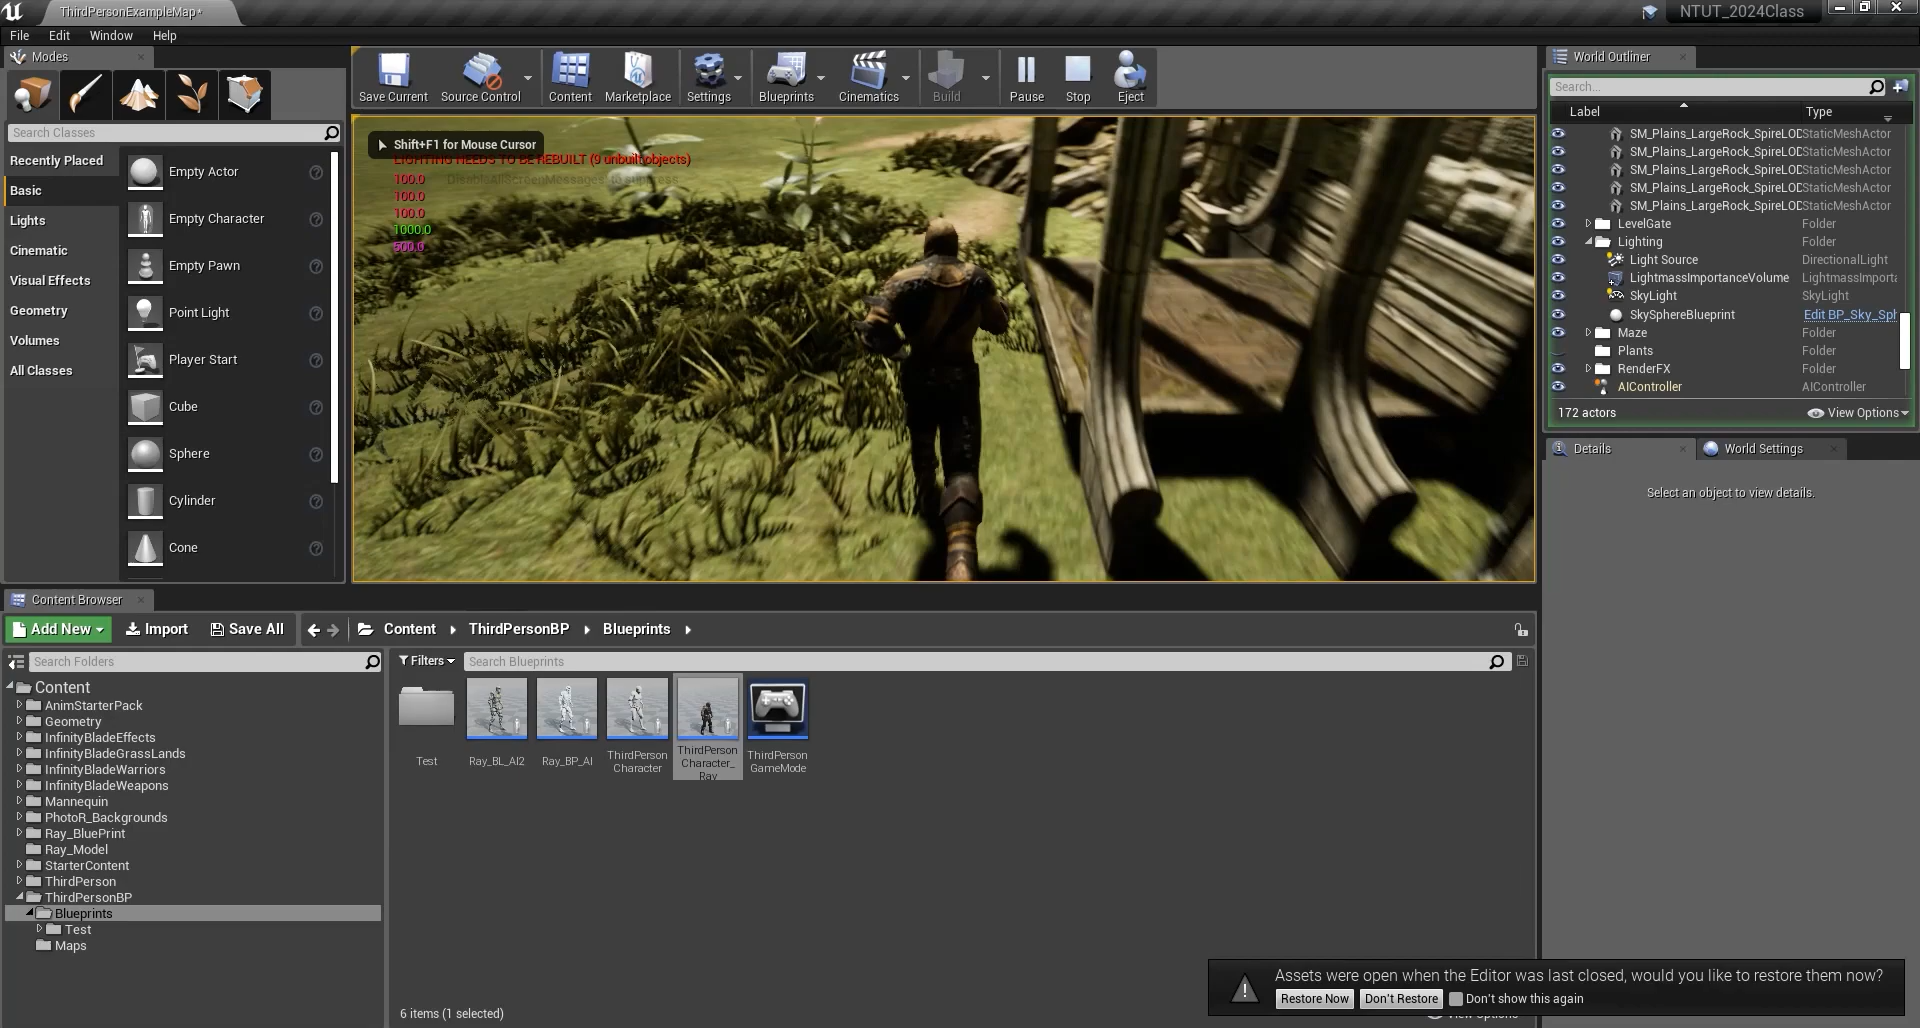 ThirdPersonExampleMap*
NTUT_2024Class
File Edit Window Help
Modes
Search Classes
Recently Placed
Basic
Lights
Cinematic
Visual Effects
Geometry
Volumes
All Classes
Empty Actor
Empty Character
Empty Pawn
Point Light
Player Start
Cube
Sphere
Cylinder
Cone
Save Current
Source Control
Content
Marketplace
Settings
Blueprints
Cinematics
Build
Pause
Stop
Eject
Shift+F1 for Mouse Cursor
LIGHTING NEEDS TO BE REBUILT (9 unbuilt objects)
100.0
'DisableAllScreenMessages' to suppress
100.0
100.0
1000.0
500.0
World Outliner
Search...
Label Type
SM_Plains_LargeRock_SpireLOD StaticMeshActor
SM_Plains_LargeRock_SpireLOD StaticMeshActor
SM_Plains_LargeRock_SpireLOD StaticMeshActor
SM_Plains_LargeRock_SpireLOD StaticMeshActor
SM_Plains_LargeRock_SpireLOD StaticMeshActor
LevelGate Folder
Lighting Folder
Light Source DirectionalLight
LightmassImportanceVolume LightmassImporta
SkyLight SkyLight
SkySphereBlueprint Edit BP_Sky_Sph
Maze Folder
Plants Folder
RenderFX Folder
AIController AIController
172 actors View Options
Details World Settings
Select an object to view details.
Content Browser
Add New Import Save All Content ThirdPersonBP Blueprints
Search Folders
Filters Search Blueprints
Content
AnimStarterPack
Geometry
InfinityBladeEffects
InfinityBladeGrassLands
InfinityBladeWarriors
InfinityBladeWeapons
Mannequin
PhotoR_Backgrounds
Ray_BluePrint
Ray_Model
StarterContent
ThirdPerson
ThirdPersonBP
Blueprints
Test
Maps
Test
Ray_BL_AI2
Ray_BP_AI
ThirdPerson
Character
ThirdPerson
Character_
Ray
ThirdPerson
GameMode
6 items (1 selected)
Assets were open when the Editor was last closed, would you like to restore them now?
Restore Now Don't Restore Don't show this again
View Options